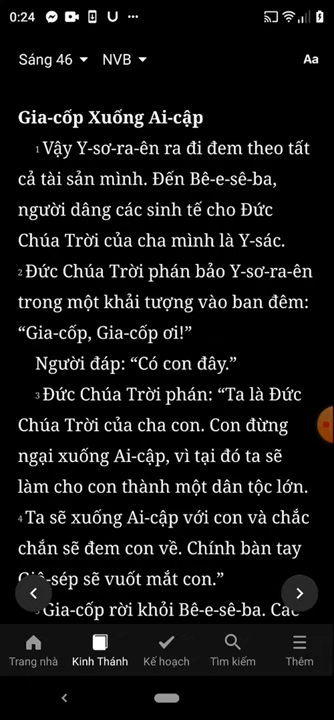 0:24
Sáng 46
NVB
Aa
Gia-cốp Xuống Ai-cập
1 Vậy Y-sơ-ra-ên ra đi đem theo tất
cả tài sản mình. Đến Bê-e-sê-ba,
người dâng các sinh tế cho Đức
Chúa Trời của cha mình là Y-sác.
2 Đức Chúa Trời phán bảo Y-sơ-ra-ên
trong một khải tượng vào ban đêm:
“Gia-cốp, Gia-cốp ơi!”
Người đáp: “Có con đây.”
3 Đức Chúa Trời phán: “Ta là Đức
Chúa Trời của cha con. Con đừng
ngại xuống Ai-cập, vì tại đó ta sẽ
làm cho con thành một dân tộc lớn.
4 Ta sẽ xuống Ai-cập với con và chắc
chắn sẽ đem con về. Chính bàn tay
Giô-sép sẽ vuốt mắt con.”
Gia-cốp rời khỏi Bê-e-sê-ba. Các
Trang nhà
Kinh Thánh
Kế hoạch
Tìm kiếm
Thêm